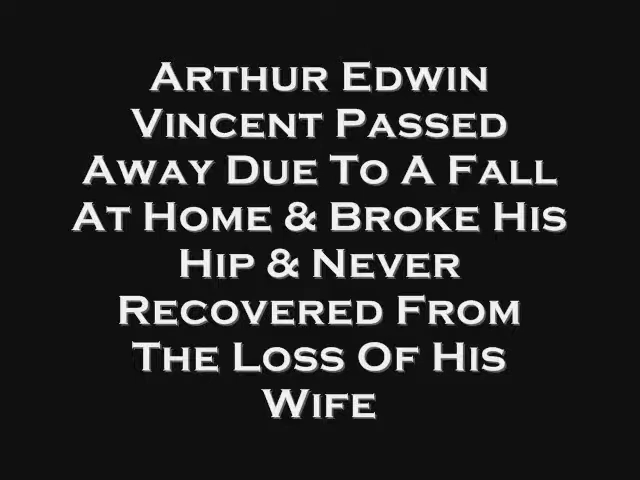 Arthur Edwin
Vincent Passed
Away Due To A Fall
At Home & Broke His
Hip & Never
Recovered From
The Loss Of His
Wife